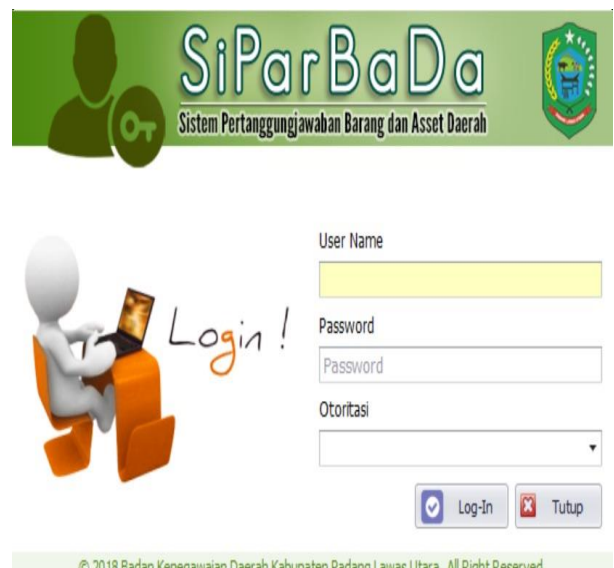 SiParBaDa
Sistem Pertanggungjawaban Barang dan Asset Daerah
User Name
Login !
Password
Password
Otoritasi
Log-In
Tutup
© 2018 Badan Kepegawaian Daerah Kabupaten Padang Lawas Utara. All Right Reserved